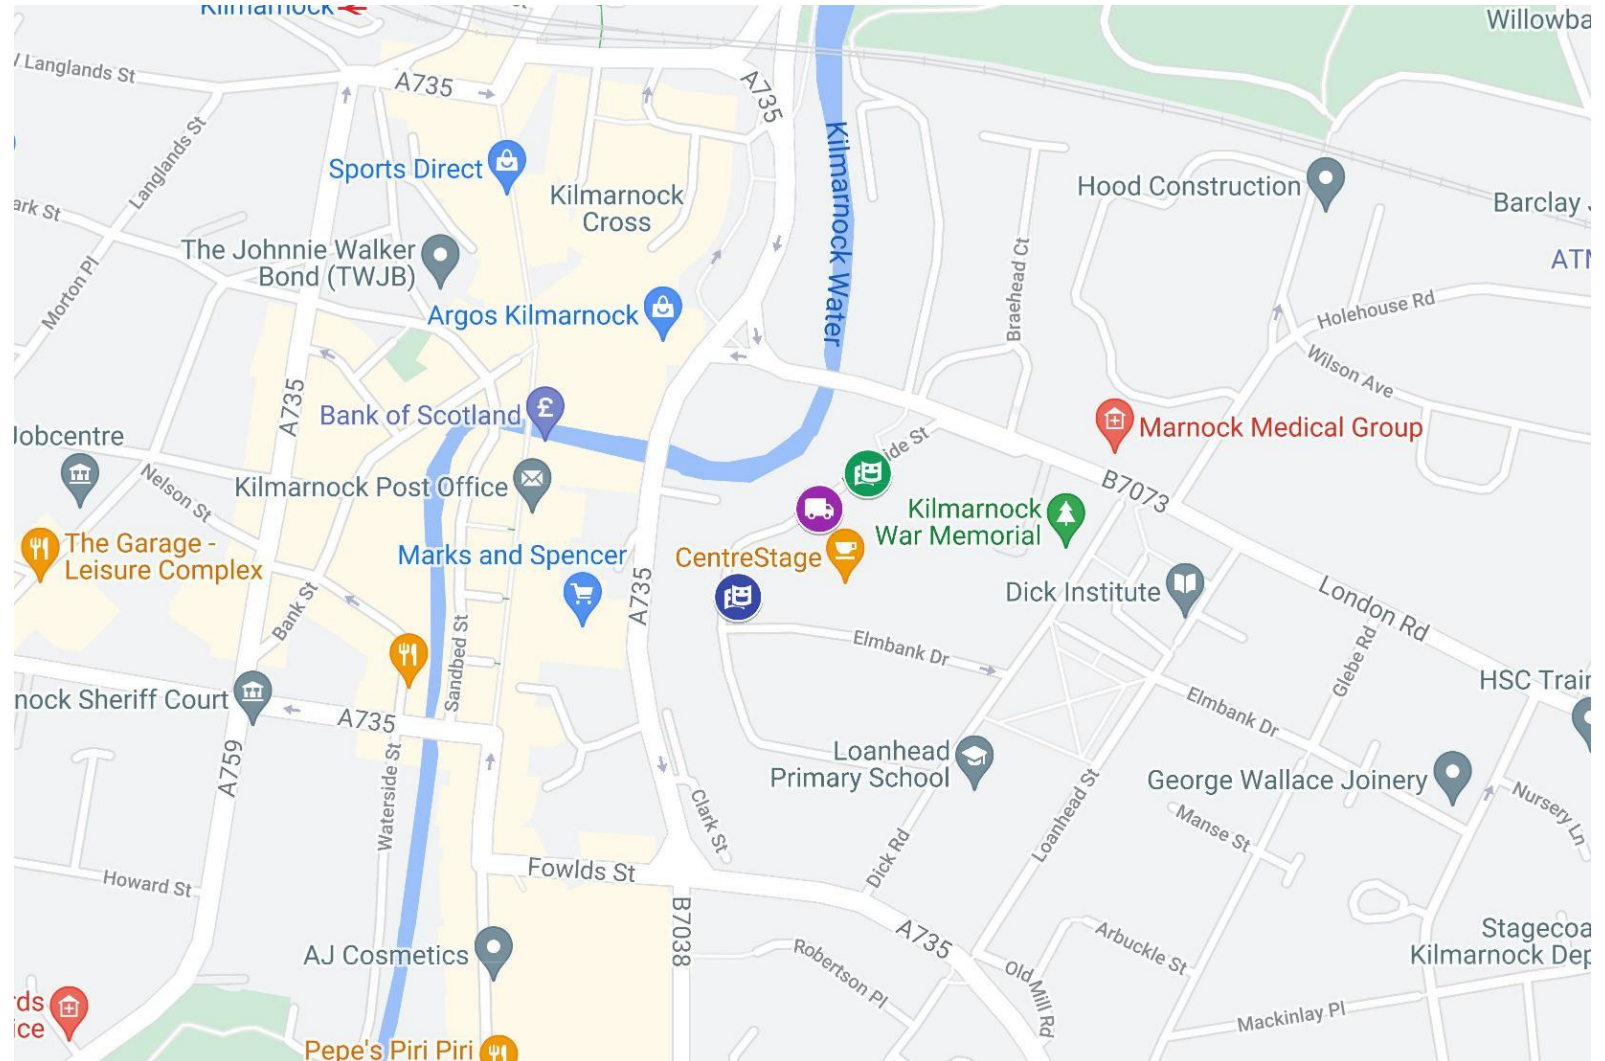 Kilmarnock
Willowba
Langlands St
A735
A735
Langlands St
Kilmarnock Water
Sports Direct
Kilmarnock
Cross
Hood Construction
Barclay
ark St
The Johnnie Walker
Bond (TWJB)
Morton Pl
Braehead Ct
ATM
Argos Kilmarnock
Holehouse Rd
Wilson Ave
A735
Bank of Scotland
£
Jobcentre
ide St
Marnock Medical Group
Nelson St
Kilmarnock Post Office
B7073
Kilmarnock
War Memorial
The Garage -
Leisure Complex
Marks and Spencer
CentreStage
A735
Dick Institute
London Rd
Bank St
Sandbed St
Elmbank Dr
Glebe Rd
nock Sheriff Court
A735
HSC Trai
Elmbank Dr
A759
Waterside St
Loanhead
Primary School
George Wallace Joinery
Clark St
Loanhead St
Manse St
Nursery Ln
Howard St
Fowlds St
Dick Rd
B7038
A735
Arbuckle St
Stagecoa
Kilmarnock Dep
AJ Cosmetics
Robertson Pl
Old Mill Rd
Mackinlay Pl
rds
ice
Pepe's Piri Piri